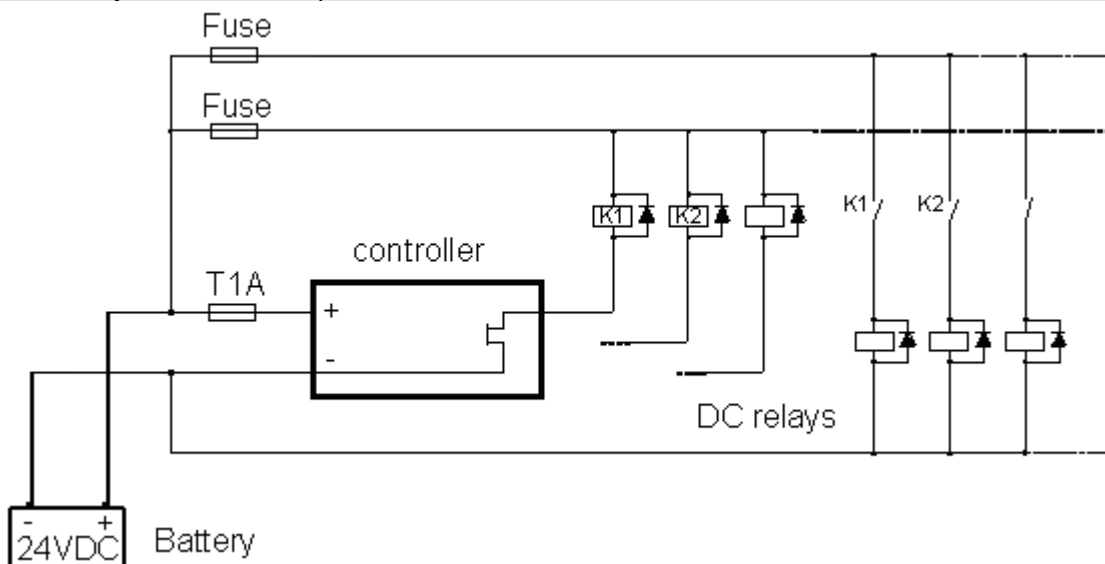 Fuse
Fuse
K1 K2
K1 K2
controller
T1A
+
-
DC relays
- +
24VDC
Battery